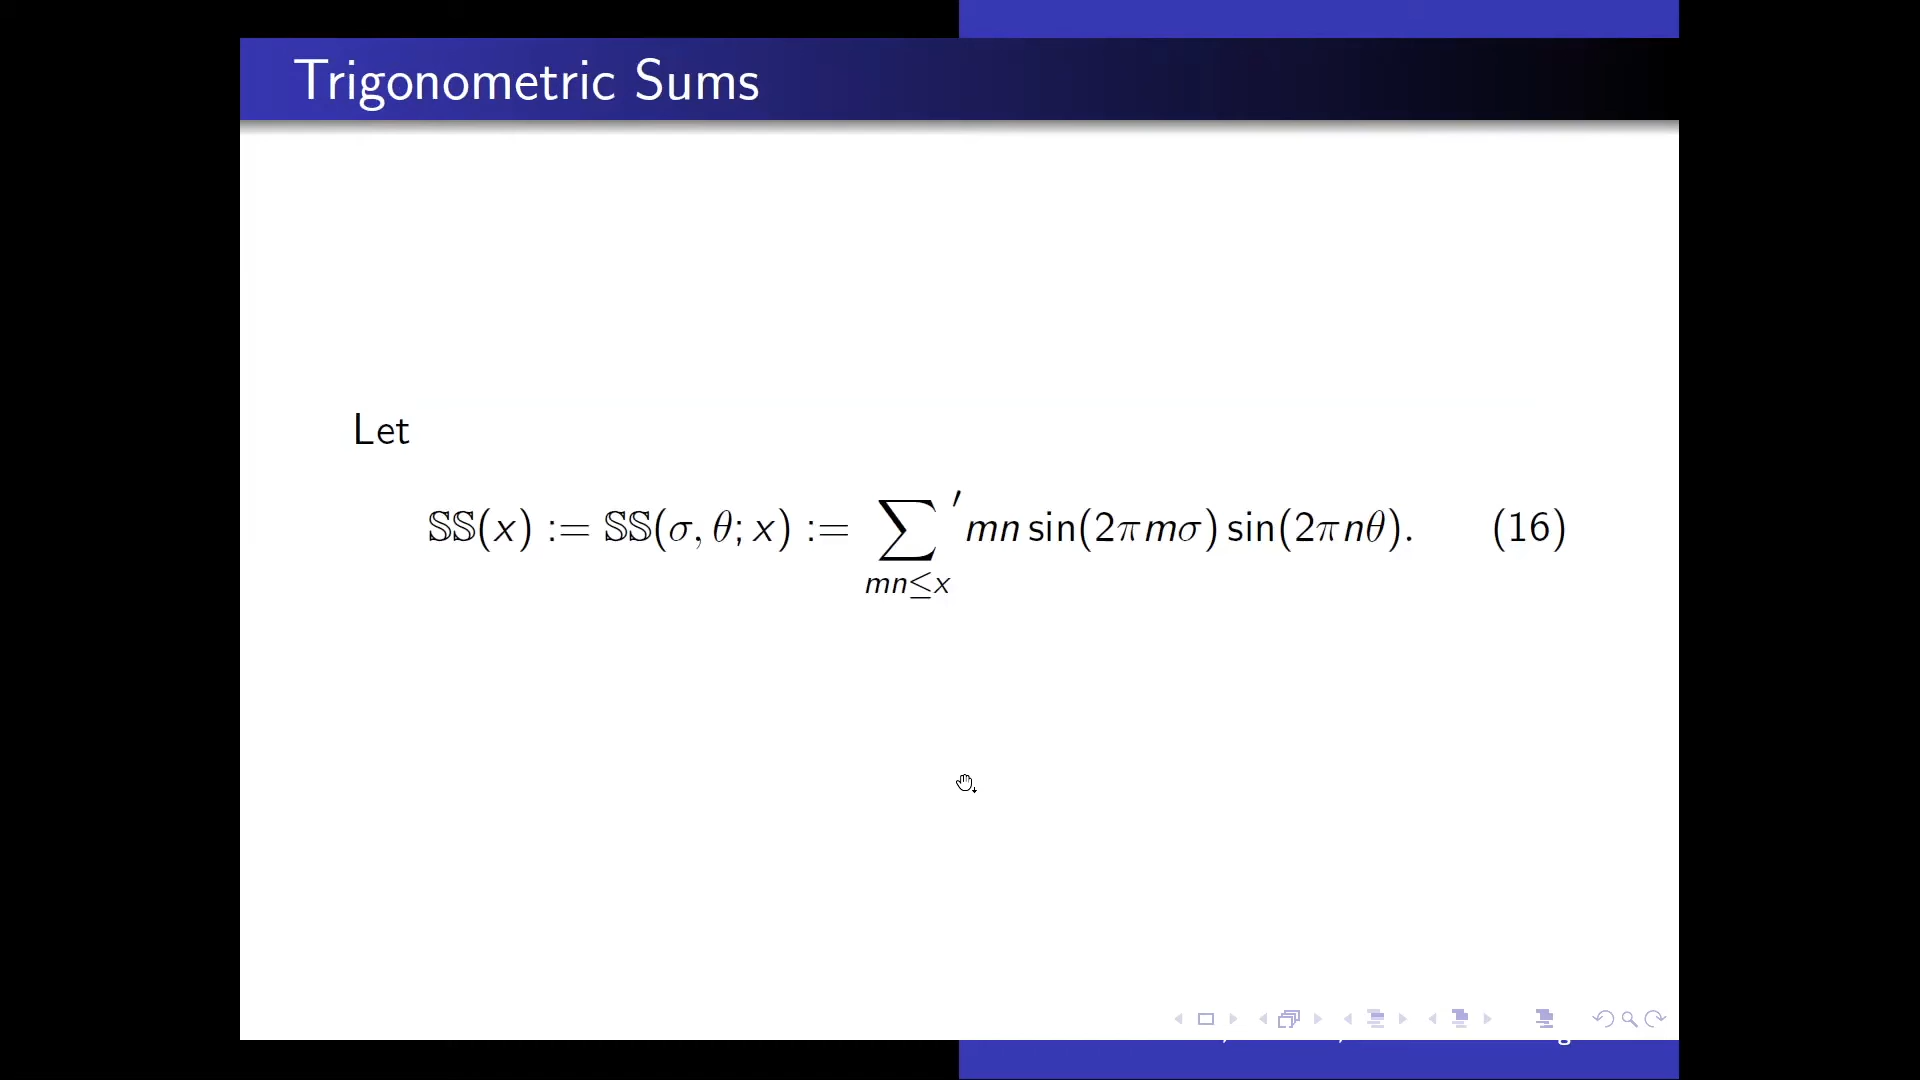 Trigonometric Sums
Let
𝕊𝕊(x) := 𝕊𝕊(σ, θ; x) := ∑′ mn sin(2πmσ) sin(2πnθ). (16)
mn≤x